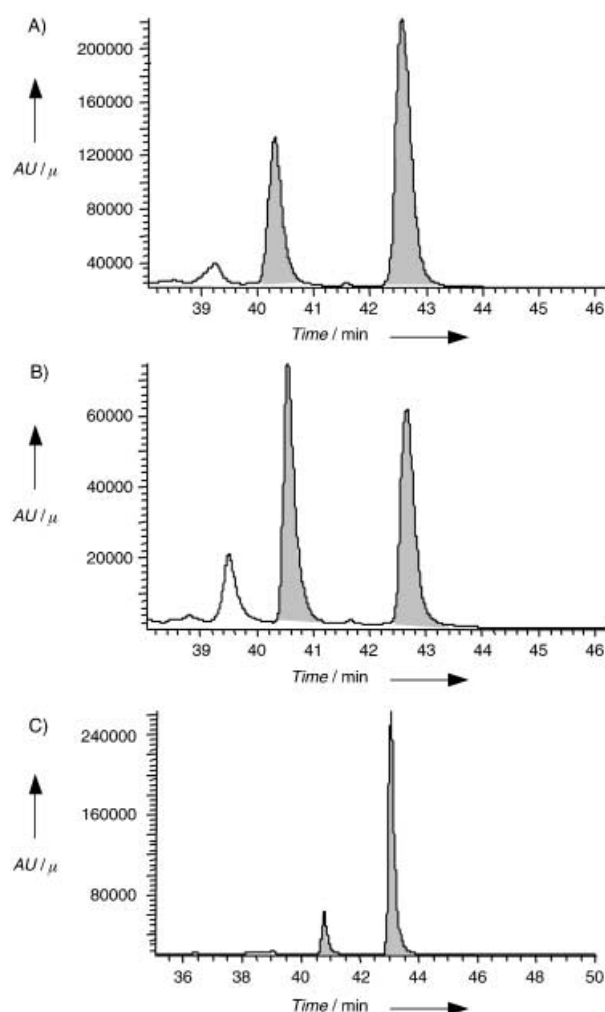 A)
200000
160000
120000
80000
40000
AU / μ
39 40 41 42 43 44 45 46
Time / min
B)
60000
40000
20000
AU / μ
39 40 41 42 43 44 45 46
Time / min
C)
240000
160000
80000
AU / μ
36 38 40 42 44 46 48 50
Time / min